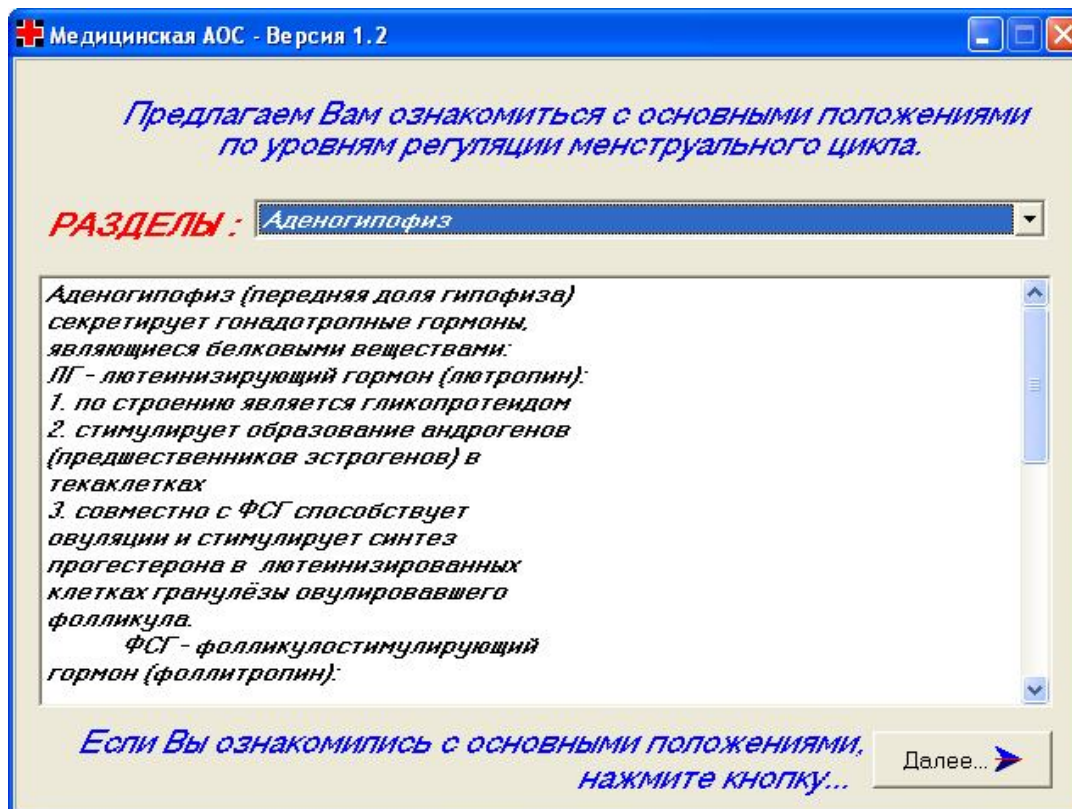 Медицинская АОС - Версия 1.2
Предлагаем Вам ознакомиться с основными положениями
по уровням регуляции менструального цикла.
РАЗДЕЛЫ : Аденогипофиз
Аденогипофиз (передняя доля гипофиза)
секретирует гонадотропные гормоны,
являющиеся белковыми веществами:
ЛГ - лютеинизирующий гормон (лютропин):
1. по строению является гликопротеидом
2. стимулирует образование андрогенов
(предшественников эстрогенов) в
текаклетках
3. совместно с ФСГ способствует
овуляции и стимулирует синтез
прогестерона в лютеинизированных
клетках гранулёзы овулировавшего
фолликула.
ФСГ - фолликулостимулирующий
гормон (фоллитропин):
Если Вы ознакомились с основными положениями,
нажмите кнопку...
Далее...